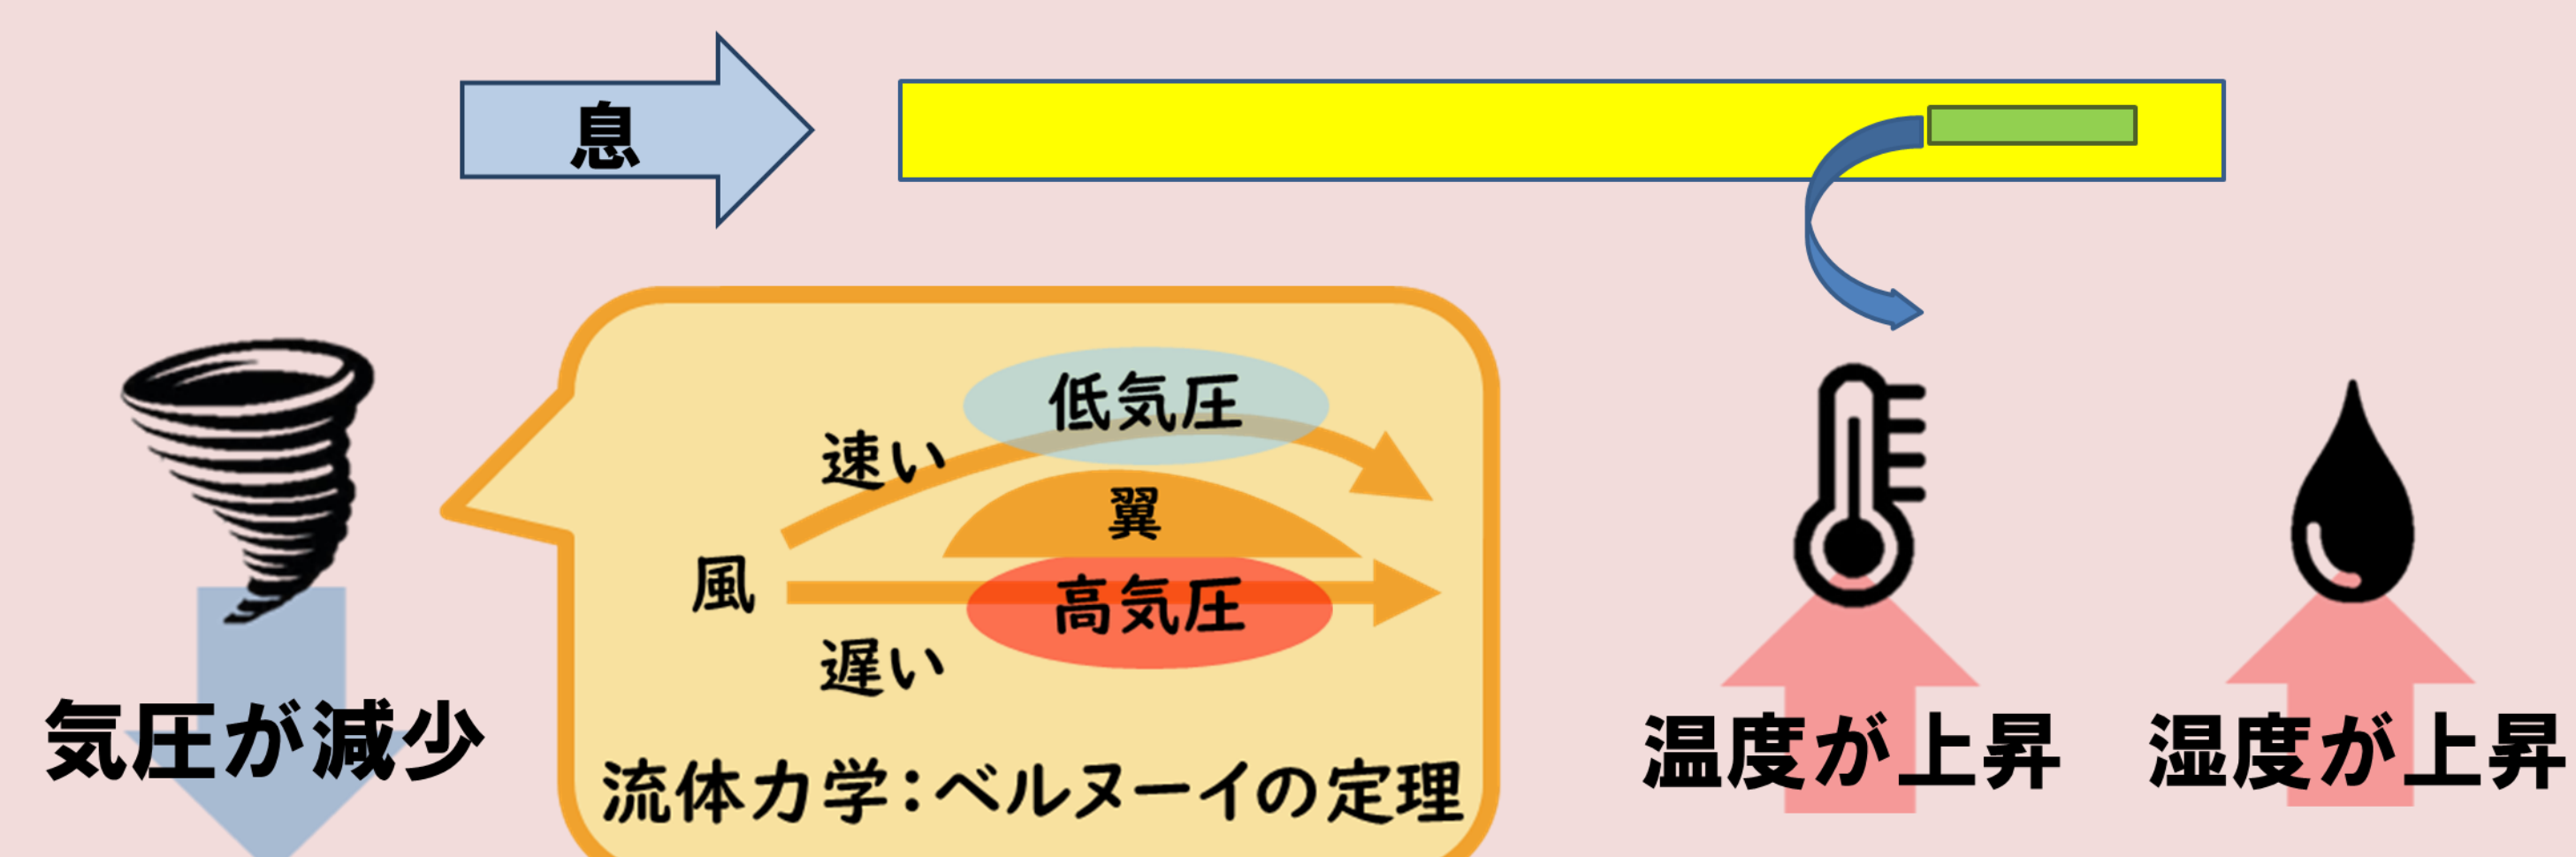 息
低気圧
速い
翼
風
高気圧
遅い
流体力学：ベルヌーイの定理
気圧が減少
温度が上昇
湿度が上昇